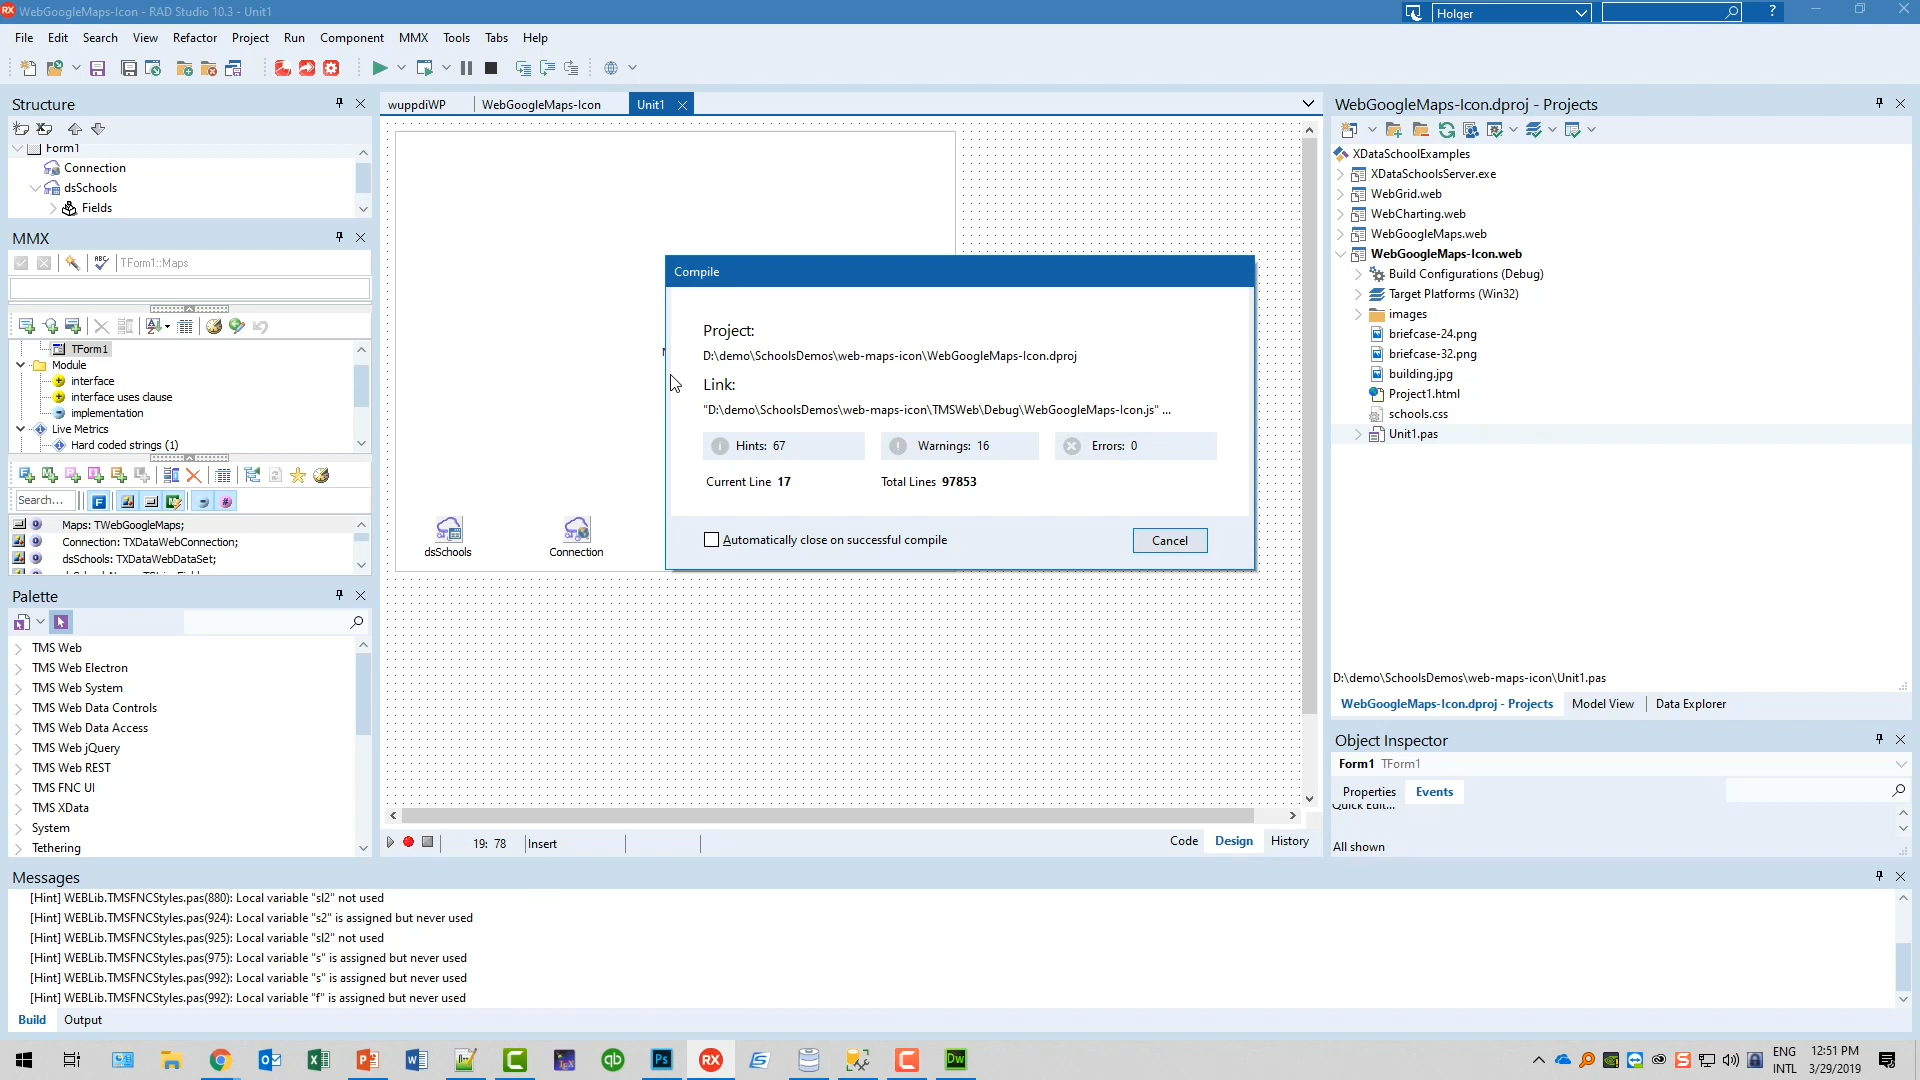 WebGoogleMaps-Icon - RAD Studio 10.3 - Unit1
Holger
?
File Edit Search View Refactor Project Run Component MMX Tools Tabs Help
Structure
Form1
Connection
dsSchools
Fields
MMX
TForm1::Maps
TForm1
Module
interface
interface uses clause
implementation
Live Metrics
Hard coded strings (1)
Search...
Maps: TWebGoogleMaps;
Connection: TXDataWebConnection;
dsSchools: TXDataWebDataSet;
Palette
TMS Web
TMS Web Electron
TMS Web System
TMS Web Data Controls
TMS Web Data Access
TMS Web jQuery
TMS Web REST
TMS FNC UI
TMS XData
System
Tethering
wuppdiWP WebGoogleMaps-Icon Unit1
dsSchools Connection
Compile
Project:
D:\demo\SchoolsDemos\web-maps-icon\WebGoogleMaps-Icon.dproj
Link:
"D:\demo\SchoolsDemos\web-maps-icon\TMSWeb\Debug\WebGoogleMaps-Icon.js" ...
Hints: 67 Warnings: 16 Errors: 0
Current Line 17 Total Lines 97853
Automatically close on successful compile Cancel
19: 78 Insert
Code Design History
WebGoogleMaps-Icon.dproj - Projects
XDataSchoolExamples
XDataSchoolsServer.exe
WebGrid.web
WebCharting.web
WebGoogleMaps.web
WebGoogleMaps-Icon.web
Build Configurations (Debug)
Target Platforms (Win32)
images
briefcase-24.png
briefcase-32.png
building.jpg
Project1.html
schools.css
Unit1.pas
D:\demo\SchoolsDemos\web-maps-icon\Unit1.pas
WebGoogleMaps-Icon.dproj - Projects Model View Data Explorer
Object Inspector
Form1 TForm1
Properties Events
Quick Edit...
All shown
Messages
[Hint] WEBLib.TMSFNCStyles.pas(880): Local variable "sl2" not used
[Hint] WEBLib.TMSFNCStyles.pas(924): Local variable "s2" is assigned but never used
[Hint] WEBLib.TMSFNCStyles.pas(925): Local variable "sl2" not used
[Hint] WEBLib.TMSFNCStyles.pas(975): Local variable "s" is assigned but never used
[Hint] WEBLib.TMSFNCStyles.pas(992): Local variable "s" is assigned but never used
[Hint] WEBLib.TMSFNCStyles.pas(992): Local variable "f" is assigned but never used
Build Output
ENG 12:51 PM
INTL 3/29/2019